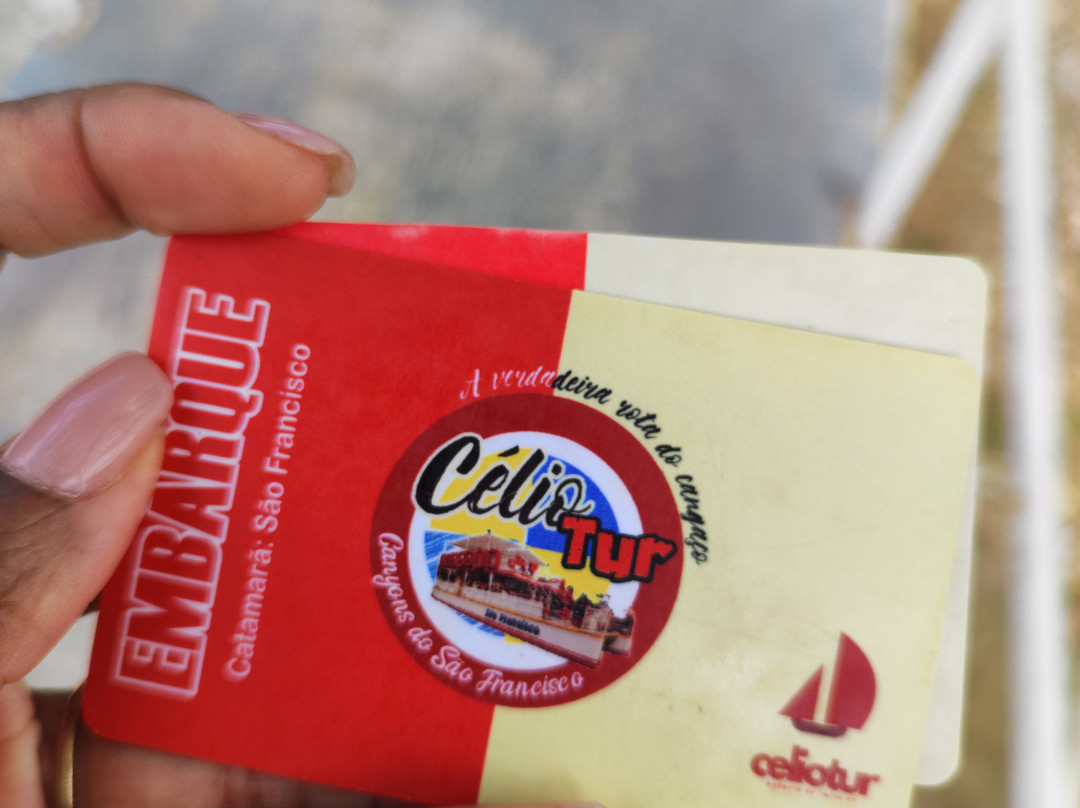 EMBARQUE
Catamarã: São Francisco
A verdadeira rota do cangaço
Célio
Tur
Canyons do São Francisco
celiotur